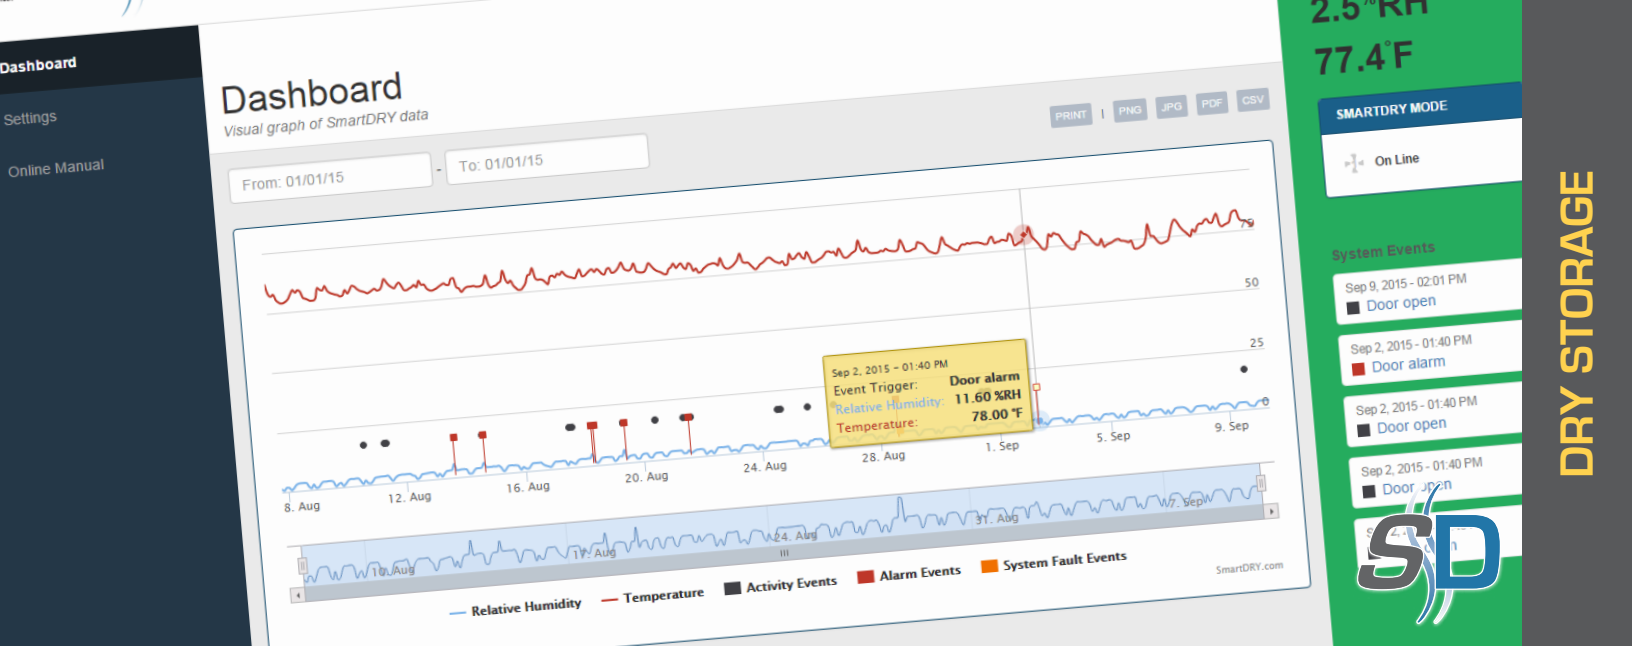 Dashboard
Settings
Online Manual
Dashboard
Visual graph of SmartDRY data
From: 01/01/15
-
To: 01/01/15
PRINT | PNG JPG PDF CSV
75
50
25
0
Sep 2, 2015 - 01:40 PM
Event Trigger: Door alarm
Relative Humidity: 11.60 %RH
Temperature: 78.00 °F
8. Aug 12. Aug 16. Aug 20. Aug 24. Aug 28. Aug 1. Sep 5. Sep 9. Sep
10. Aug 17. Aug 24. Aug 31. Aug 7. Sep
Relative Humidity Temperature Activity Events Alarm Events System Fault Events
SmartDRY.com
2.5%RH
77.4°F
SMARTDRY MODE
On Line
System Events
Sep 9, 2015 - 02:01 PM
Door open
Sep 2, 2015 - 01:40 PM
Door alarm
Sep 2, 2015 - 01:40 PM
Door open
Sep 2, 2015 - 01:40 PM
Door open
SD
DRY STORAGE